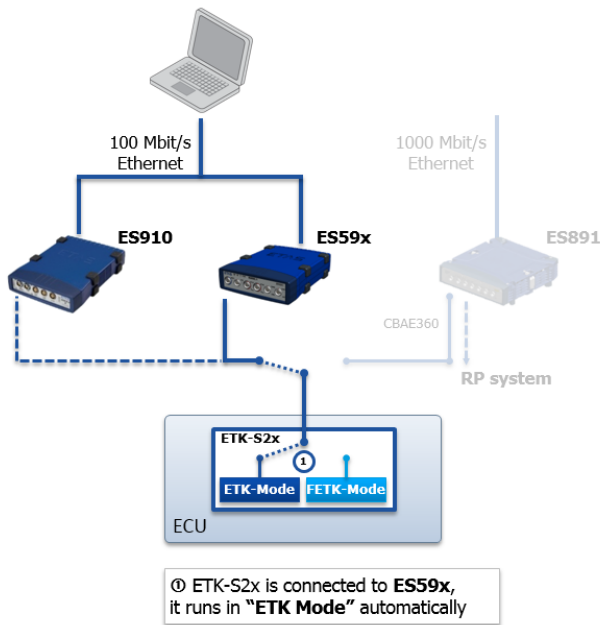 100 Mbit/s
Ethernet
1000 Mbit/s
Ethernet
ES910
ES59x
ES891
CBAE360
RP system
ETK-S2x
1
ETK-Mode
FETK-Mode
ECU
① ETK-S2x is connected to ES59x,
it runs in “ETK Mode” automatically